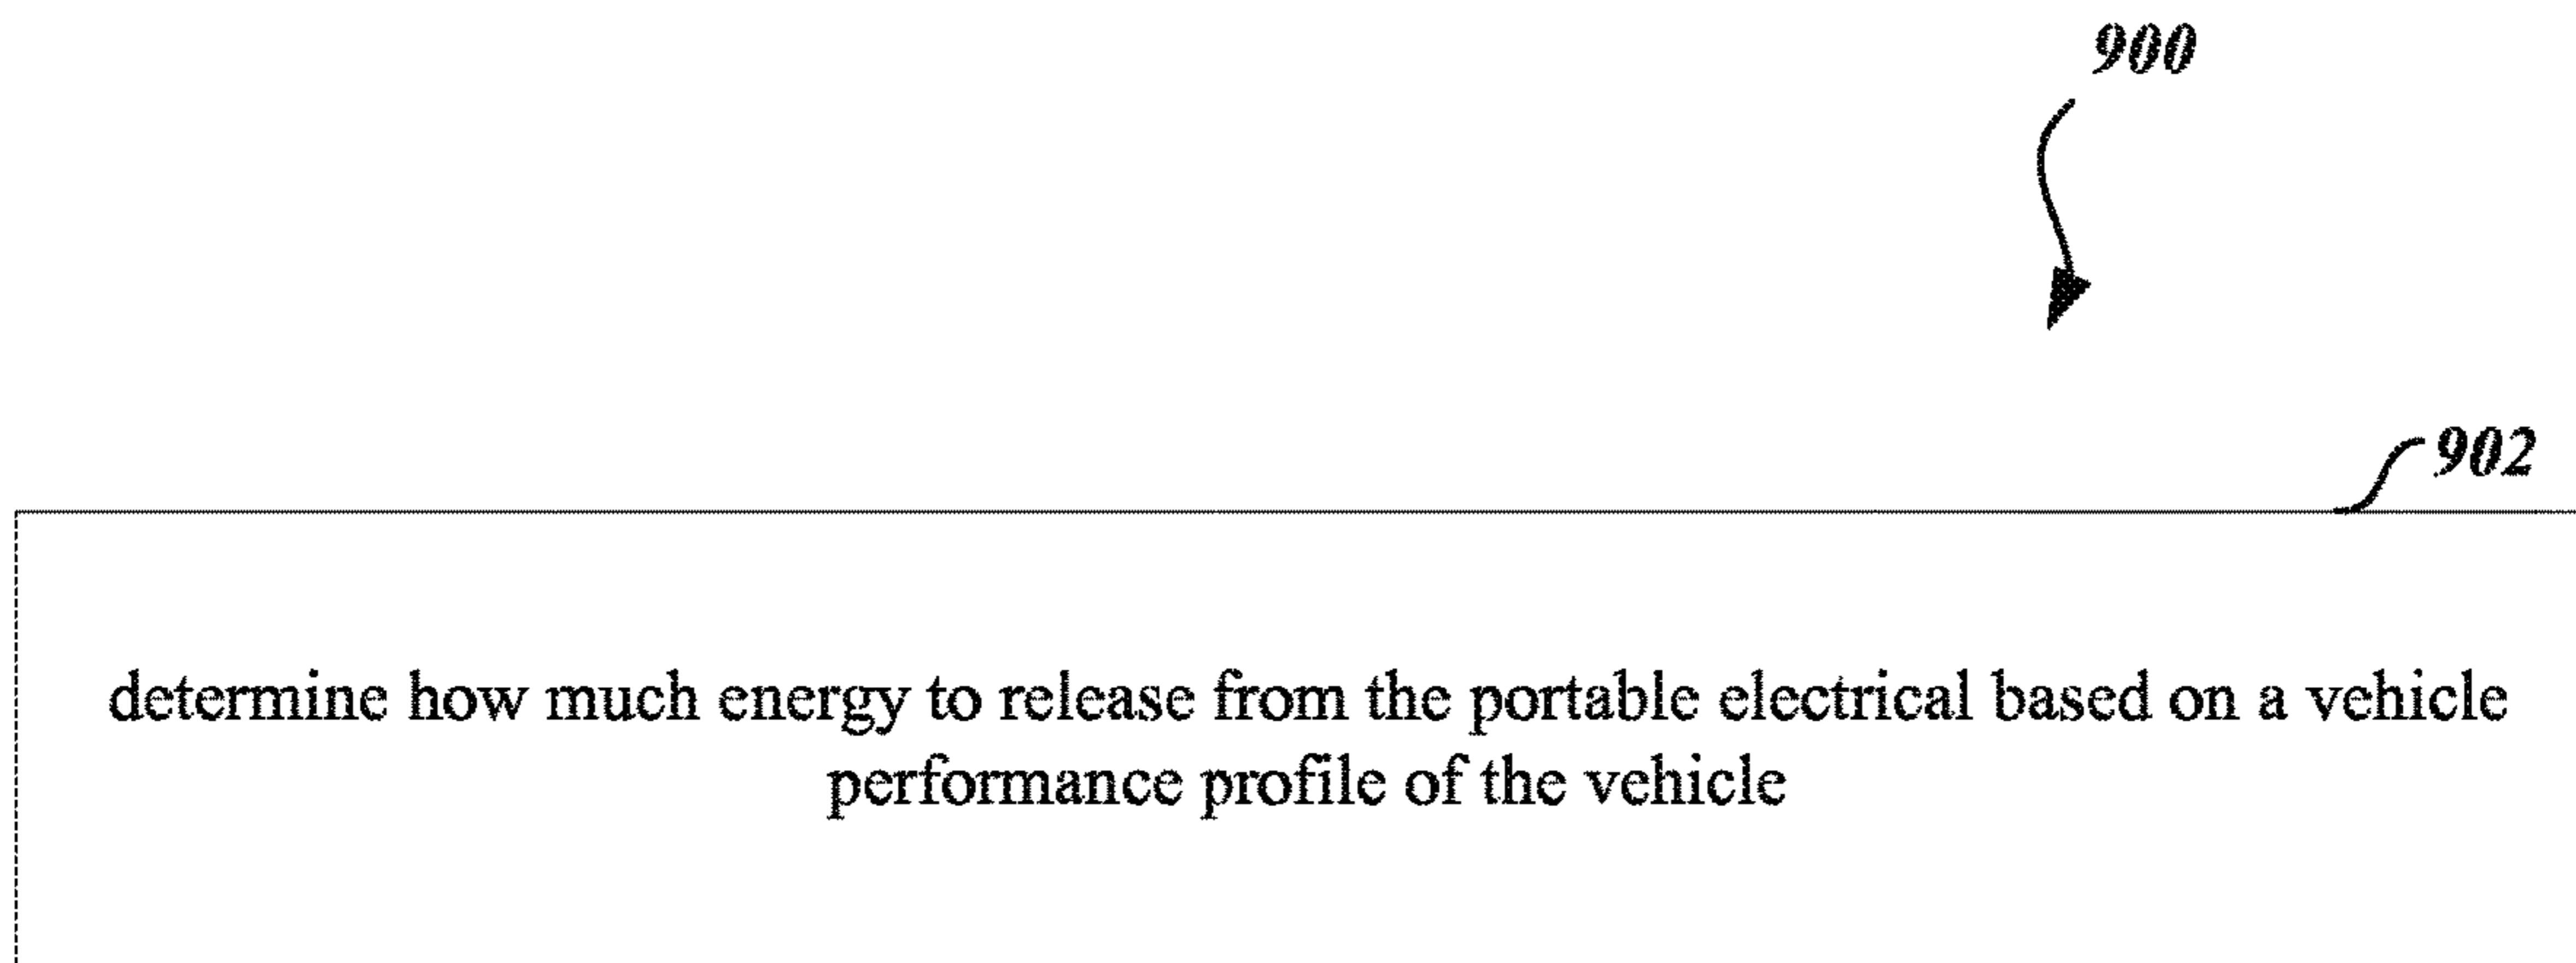 900
902
determine how much energy to release from the portable electrical based on a vehicle
performance profile of the vehicle